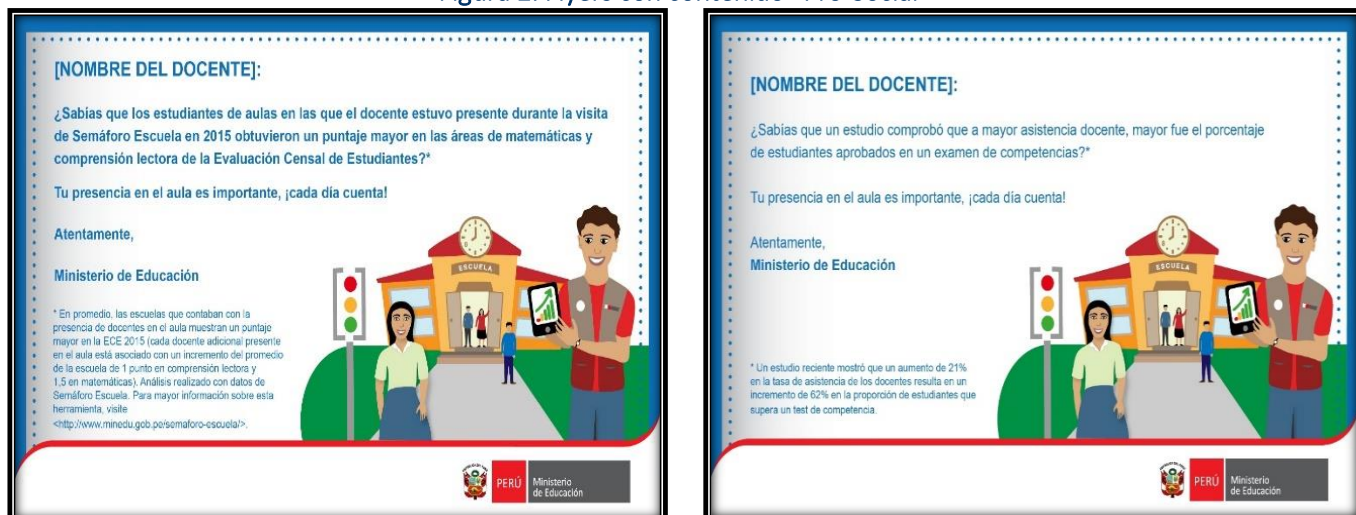 [NOMBRE DEL DOCENTE]:
¿Sabías que los estudiantes de aulas en las que el docente estuvo presente durante la visita
de Semáforo Escuela en 2015 obtuvieron un puntaje mayor en las áreas de matemáticas y
comprensión lectora de la Evaluación Censal de Estudiantes?*
Tu presencia en el aula es importante, ¡cada día cuenta!
Atentamente,
Ministerio de Educación
* En promedio, las escuelas que contaban con la
presencia de docentes en el aula muestran un puntaje
mayor en la ECE 2015 (cada docente adicional presente
en el aula está asociado con un incremento del promedio
de la escuela de 1 punto en comprensión lectora y
1,5 en matemáticas). Análisis realizado con datos de
Semáforo Escuela. Para mayor información sobre esta
herramienta, visite
<http://www.minedu.gob.pe/semaforo-escuela/>.
ESCUELA
PERÚ
Ministerio
de Educación
[NOMBRE DEL DOCENTE]:
¿Sabías que un estudio comprobó que a mayor asistencia docente, mayor fue el porcentaje
de estudiantes aprobados en un examen de competencias?*
Tu presencia en el aula es importante, ¡cada día cuenta!
Atentamente,
Ministerio de Educación
* Un estudio reciente mostró que un aumento de 21%
en la tasa de asistencia de los docentes resulta en un
incremento de 62% en la proporción de estudiantes que
supera un test de competencia.
ESCUELA
PERÚ
Ministerio
de Educación